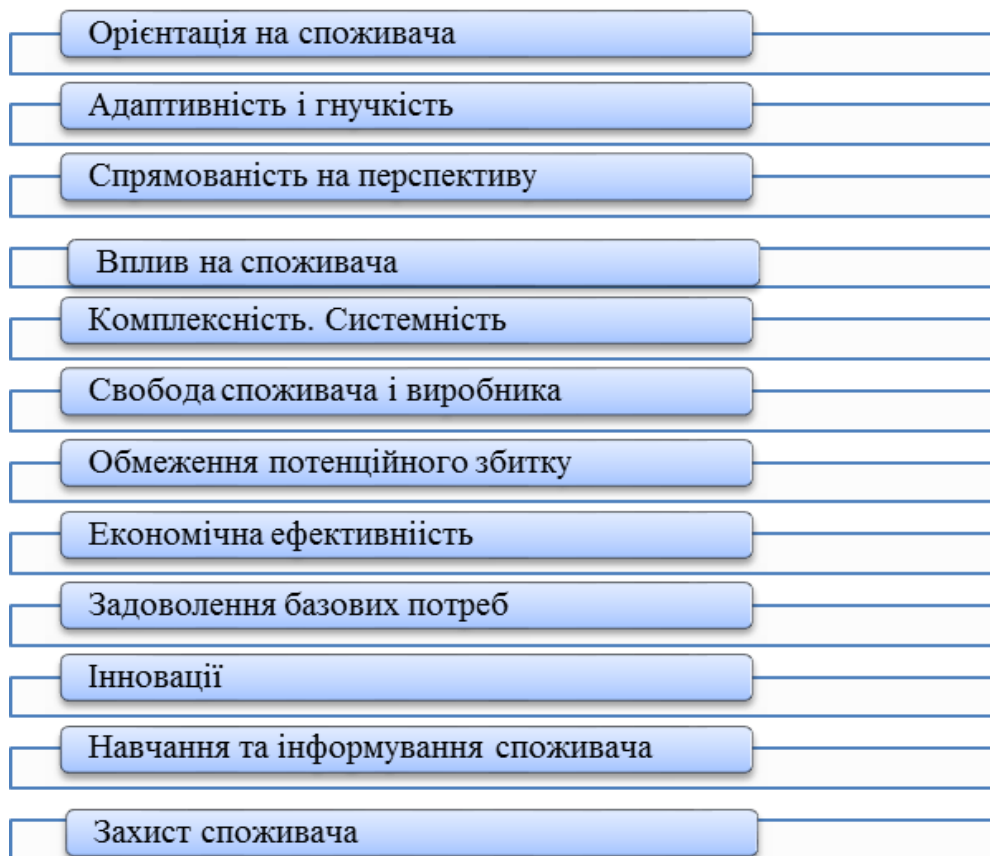 Орієнтація на споживача
Адаптивність і гнучкість
Спрямованість на перспективу
Вплив на споживача
Комплексність. Системність
Свобода споживача і виробника
Обмеження потенційного збитку
Економічна ефективніість
Задоволення базових потреб
Інновації
Навчання та інформування споживача
Захист споживача